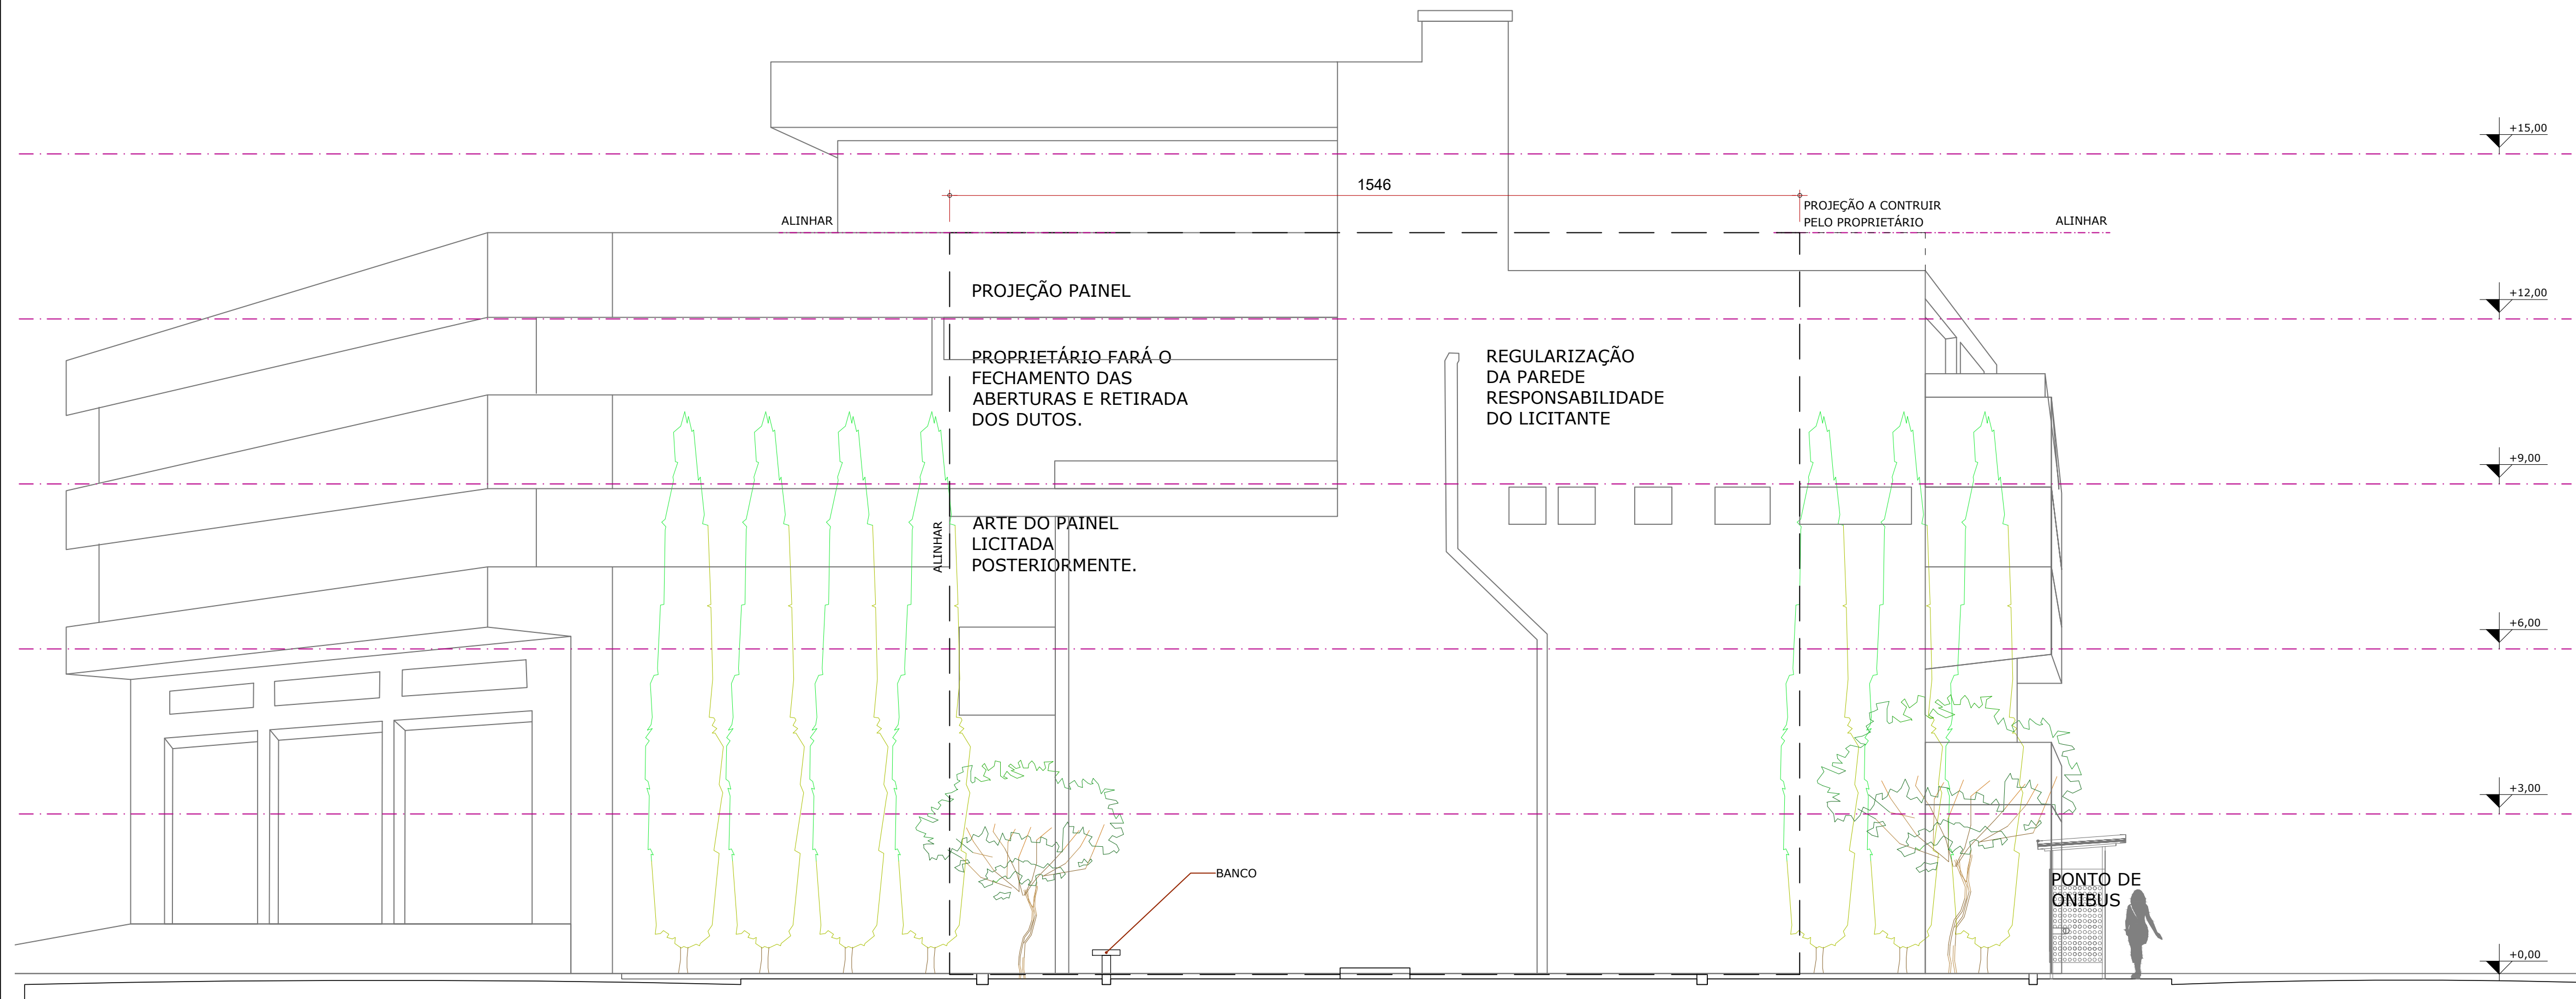 +15,00
1546
PROJEÇÃO A CONTRUIR
PELO PROPRIETÁRIO
ALINHAR
ALINHAR
PROJEÇÃO PAINEL
+12,00
PROPRIETÁRIO FARÁ O
FECHAMENTO DAS
ABERTURAS E RETIRADA
DOS DUTOS.
REGULARIZAÇÃO
DA PAREDE
RESPONSABILIDADE
DO LICITANTE
+9,00
ALINHAR
ARTE DO PAINEL
LICITADA
POSTERIORMENTE.
+6,00
+3,00
BANCO
PONTO DE
ONIBUS
+0,00